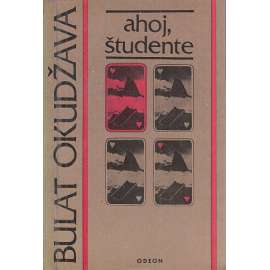 BULAT OKUDŽAVA
ahoj,
študente
ODEON